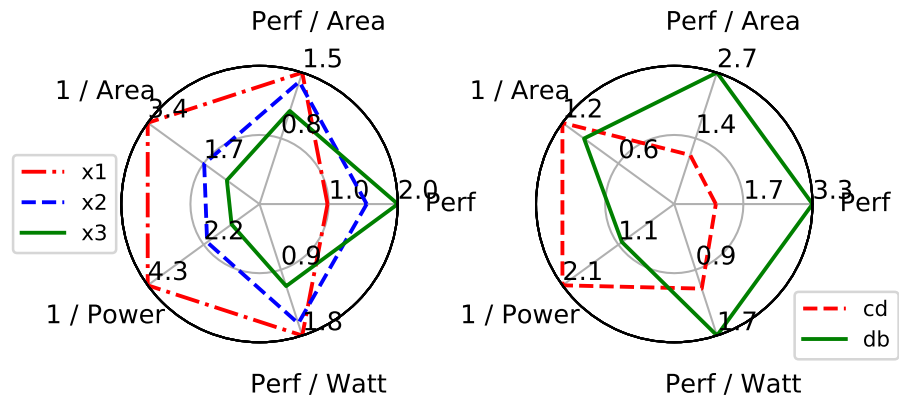 Perf / Area
1.5
1 / Area
3.4
0.8
1.7
x1
x2
x3
1.0
2.0
Perf
2.2
0.9
4.3
1.8
1 / Power
Perf / Watt
Perf / Area
2.7
1 / Area
1.2
1.4
0.6
1.7
3.3
Perf
1.1
0.9
2.1
1.7
1 / Power
cd
db
Perf / Watt